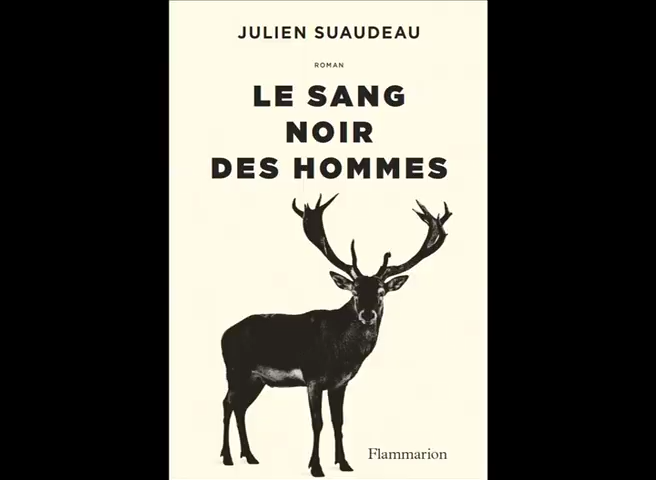 JULIEN SUAUDEAU
ROMAN
LE SANG
NOIR
DES HOMMES
Flammarion